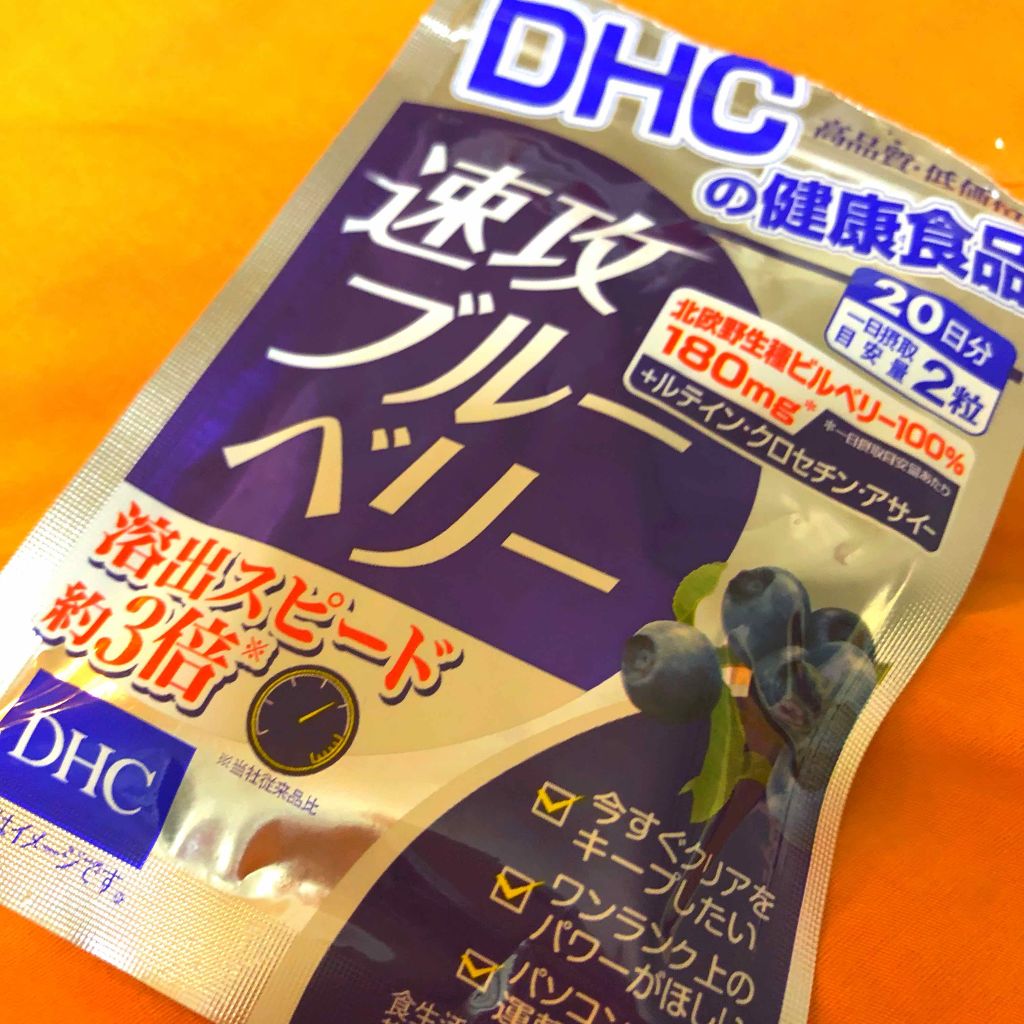 DHC
高品質・低価格
の健康食品
速攻
ブルー
ベリー
20日分
一日摂取
目安量 2粒
北欧野生種ビルベリー100%
180mg*
*一日摂取目安量あたり
+ルテイン・クロセチン・アサイー
溶出スピード
約3倍※
※当社従来品比
DHC
はイメージです。
今すぐクリアを
キープしたい
ワンランク上の
パワーがほしい
パソコン
運転
食生活